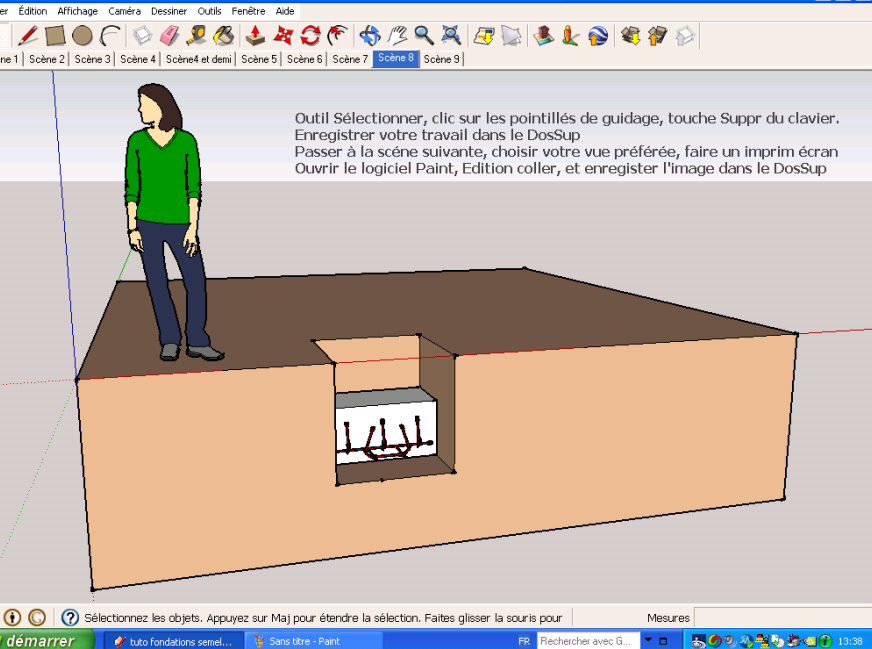 Édition Affichage Caméra Dessiner Outils Fenêtre Aide
Scène 2 Scène 3 Scène 4 Scène4 et demi Scène 5 Scène 6 Scène 7 Scène 8 Scène 9
Outil Sélectionner, clic sur les pointillés de guidage, touche Suppr du clavier.
Enregistrer votre travail dans le DosSup
Passer à la scéne suivante, choisir votre vue préférée, faire un imprim écran
Ouvrir le logiciel Paint, Edition coller, et enregister l'image dans le DosSup
Sélectionnez les objets. Appuyez sur Maj pour étendre la sélection. Faites glisser la souris pour
Mesures
démarrer tuto fondations semel... Sans titre - Paint FR Rechercher avec G... 13:38